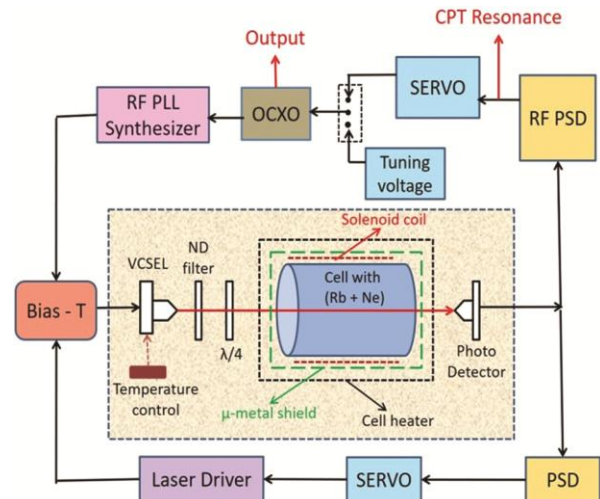 CPT Resonance
Output
RF PLL
Synthesizer
OCXO
SERVO
RF PSD
Tuning
voltage
Solenoid coil
VCSEL
ND
filter
Cell with
(Rb + Ne)
Bias - T
λ/4
Photo
Detector
Temperature
control
μ-metal shield
Cell heater
Laser Driver
SERVO
PSD